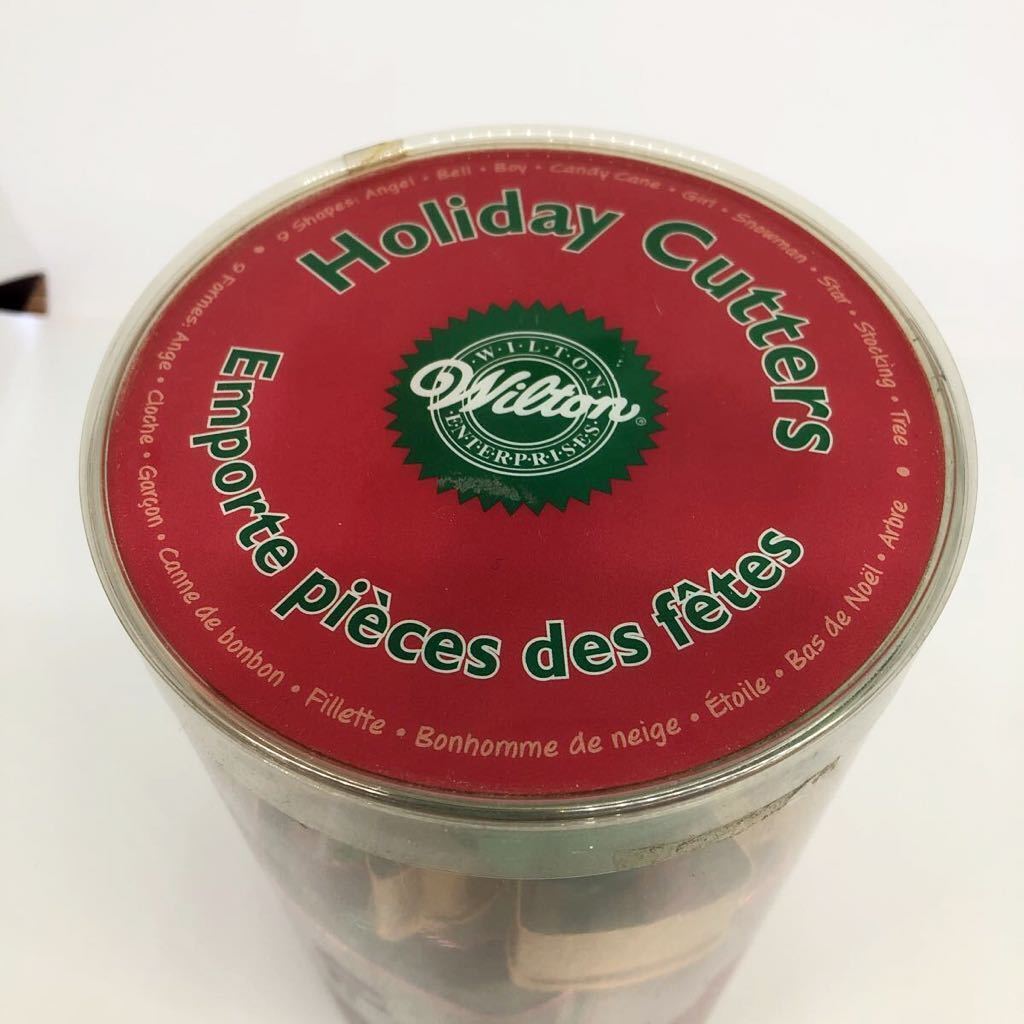 9 Shapes: Angel • Bell • Boy • Candy Cane • Girl • Snowman • Star • Stocking • Tree
Holiday Cutters
W·I·L·T·O·N
Wilton®
·ENTERPRISES·
Emporte pièces des fêtes
9 Formes: Ange • Cloche • Garçon • Canne de bonbon • Fillette • Bonhomme de neige • Étoile • Bas de Noël • Arbre